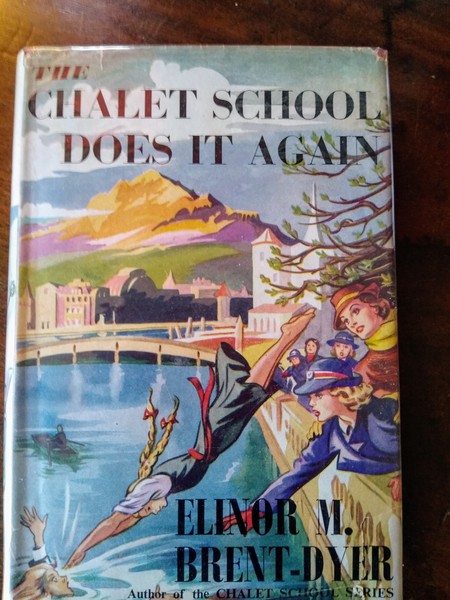 THE
CHALET SCHOOL
DOES IT AGAIN
ELINOR M.
BRENT-DYER
Author of the CHALET SCHOOL SERIES